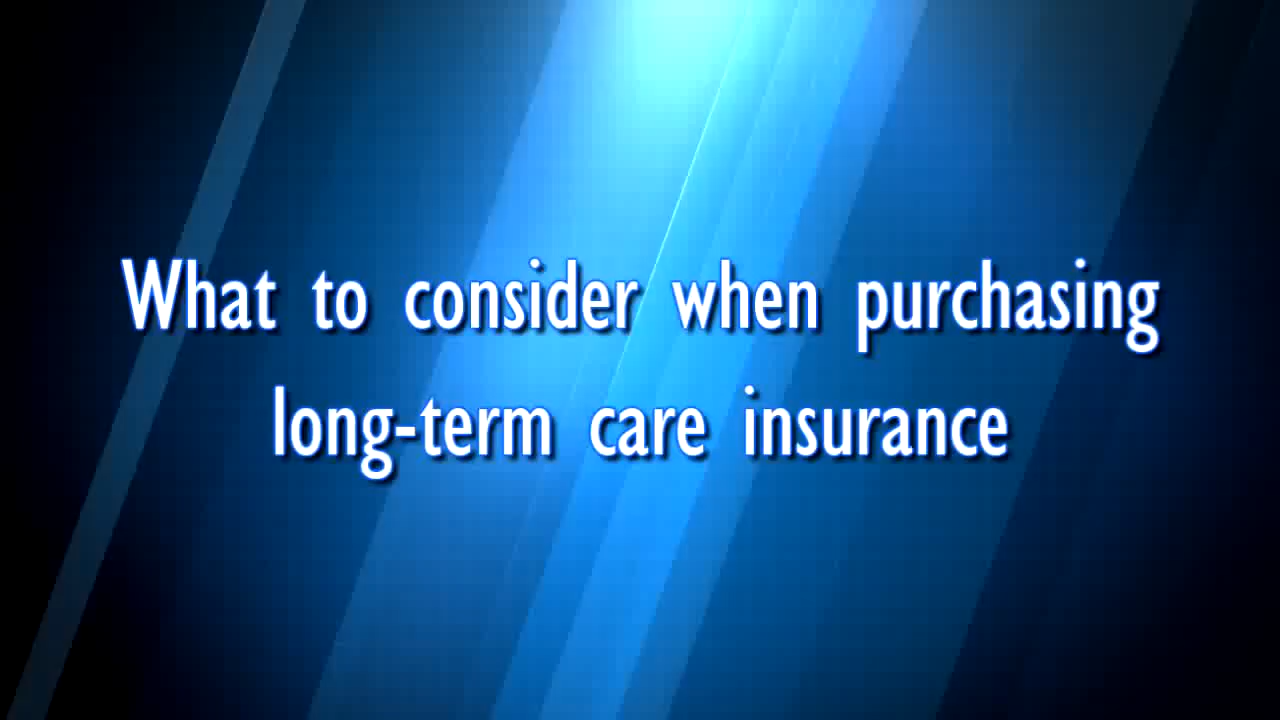 What to consider when purchasing
long-term care insurance